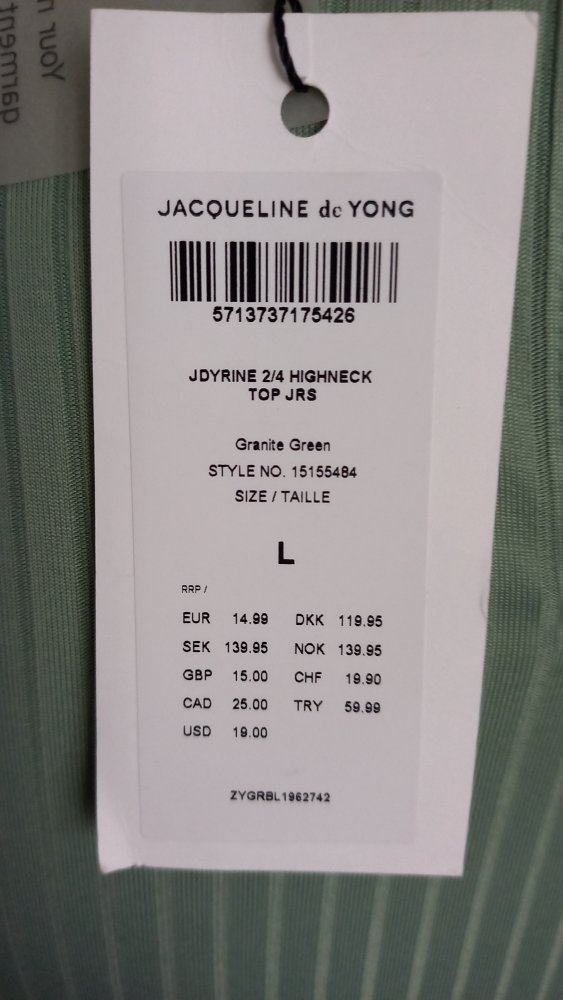 Your n
garment
JACQUELINE de YONG
5713737175426
JDYRINE 2/4 HIGHNECK
TOP JRS
Granite Green
STYLE NO. 15155484
SIZE / TAILLE
L
RRP /
EUR 14.99 DKK 119.95
SEK 139.95 NOK 139.95
GBP 15.00 CHF 19.90
CAD 25.00 TRY 59.99
USD 19.00
ZYGRBL1962742